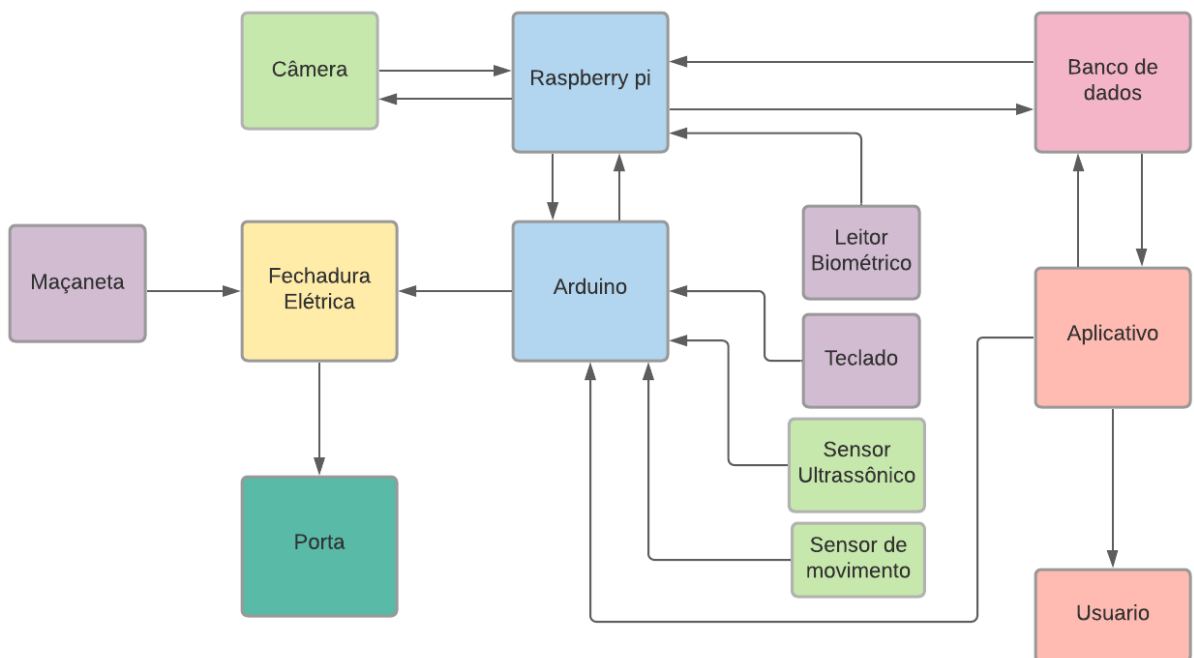 Câmera
Raspberry pi
Banco de
dados
Maçaneta
Fechadura
Elétrica
Arduino
Leitor
Biométrico
Teclado
Aplicativo
Sensor
Ultrassônico
Porta
Sensor de
movimento
Usuario